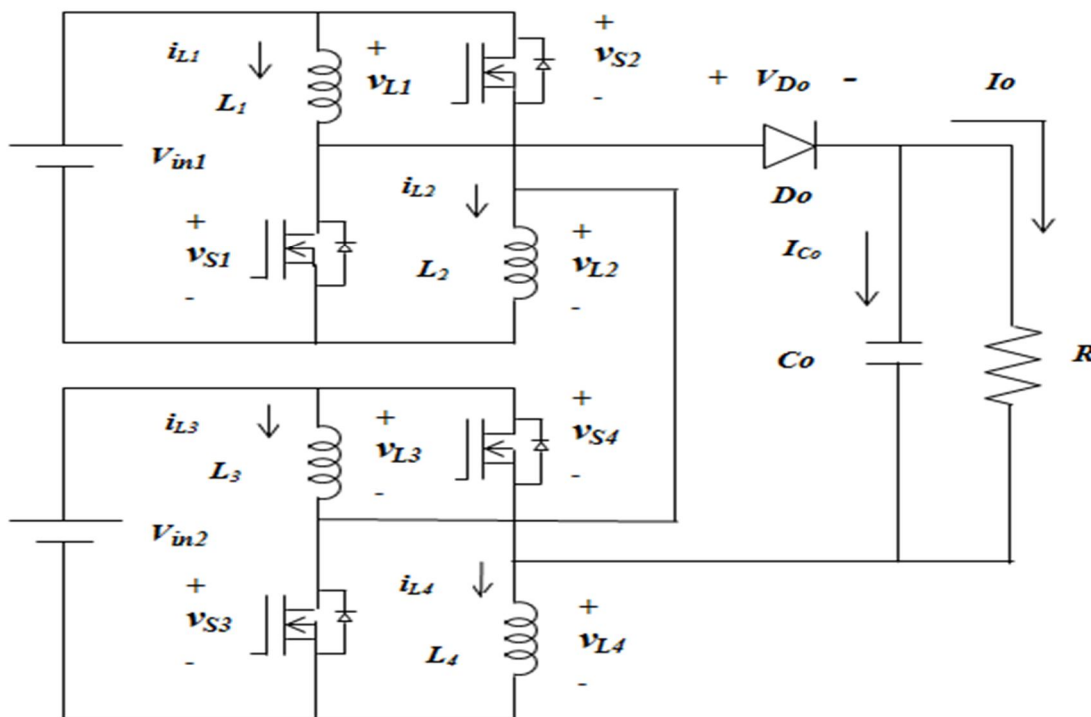 iL1
+
vL1
L1
+
vS2
-
+ VDo -
Io
Vin1
Do
iL2
+
vS1
-
+
vL2
-
L2
ICo
Co
R
iL3
+
vL3
-
L3
+
vS4
-
Vin2
iL4
+
vS3
-
+
vL4
-
L4